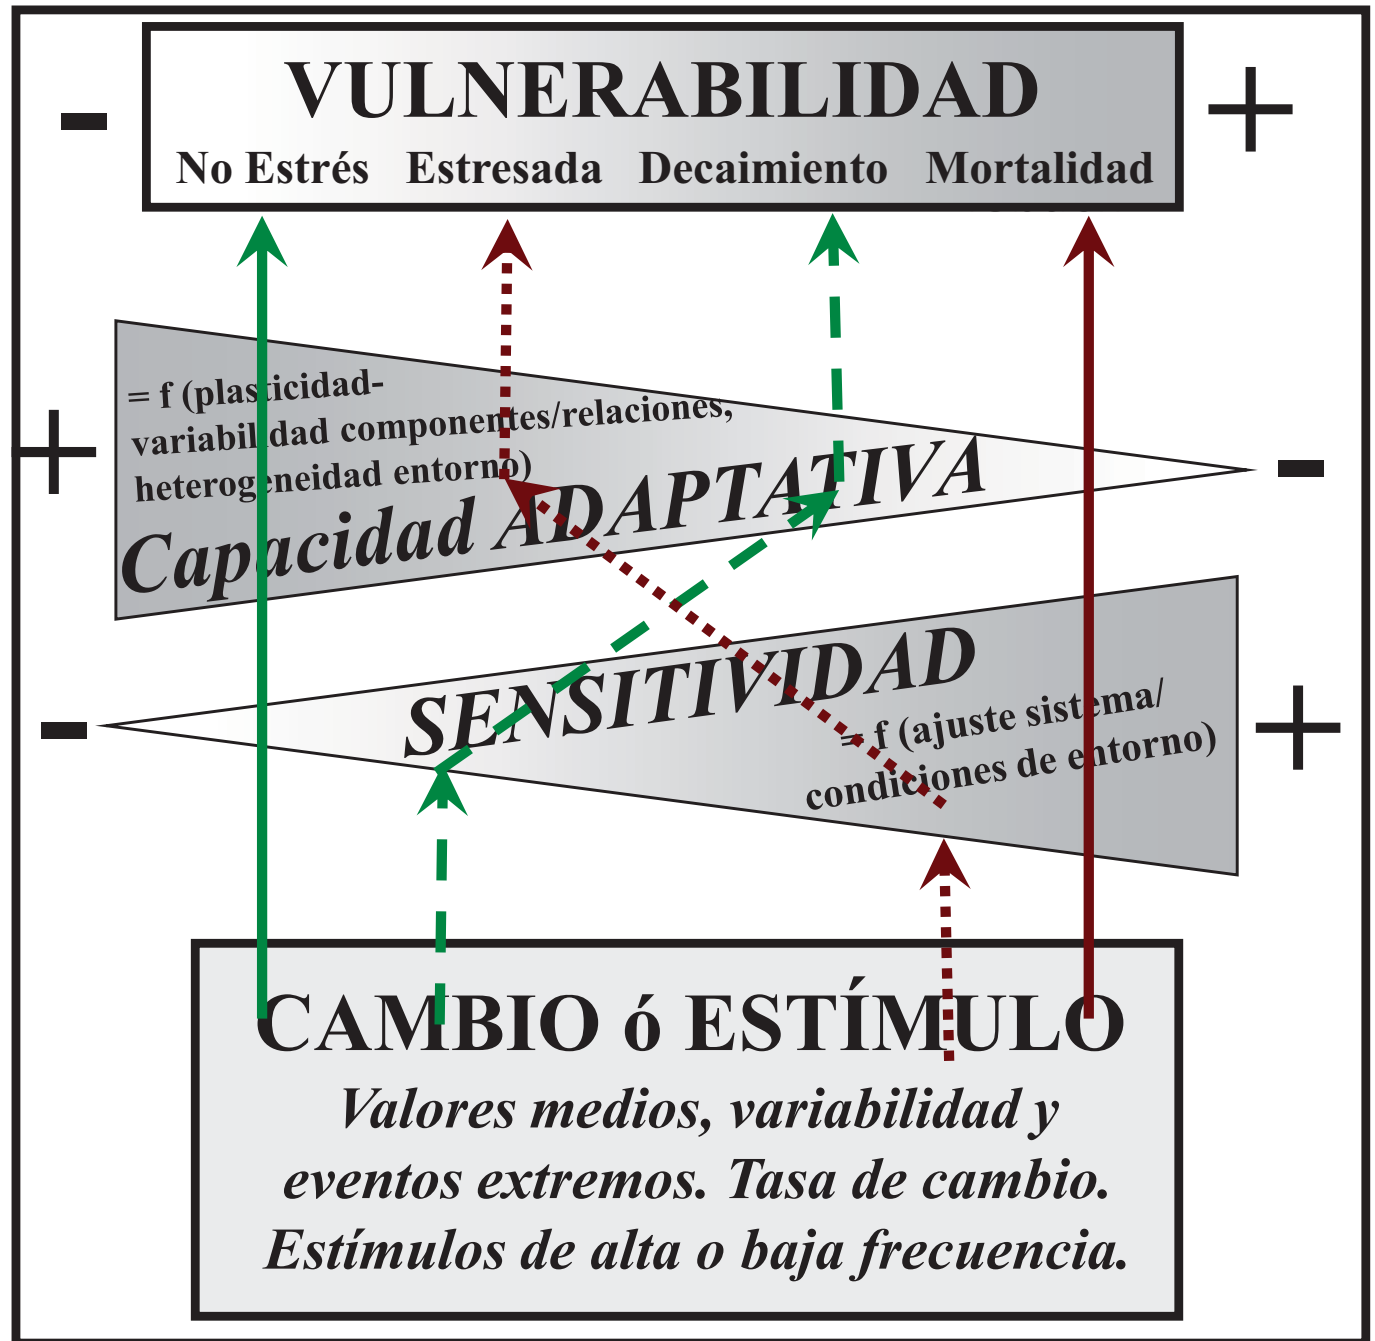 VULNERABILIDAD
-
+
No Estrés Estresada Decaimiento Mortalidad
= f (plasticidad-
variabilidad componentes/relaciones,
heterogeneidad entorno)
+
-
Capacidad ADAPTATIVA
SENSITIVIDAD
-
+
= f (ajuste sistema/
condiciones de entorno)
CAMBIO ó ESTÍMULO
Valores medios, variabilidad y
eventos extremos. Tasa de cambio.
Estímulos de alta o baja frecuencia.